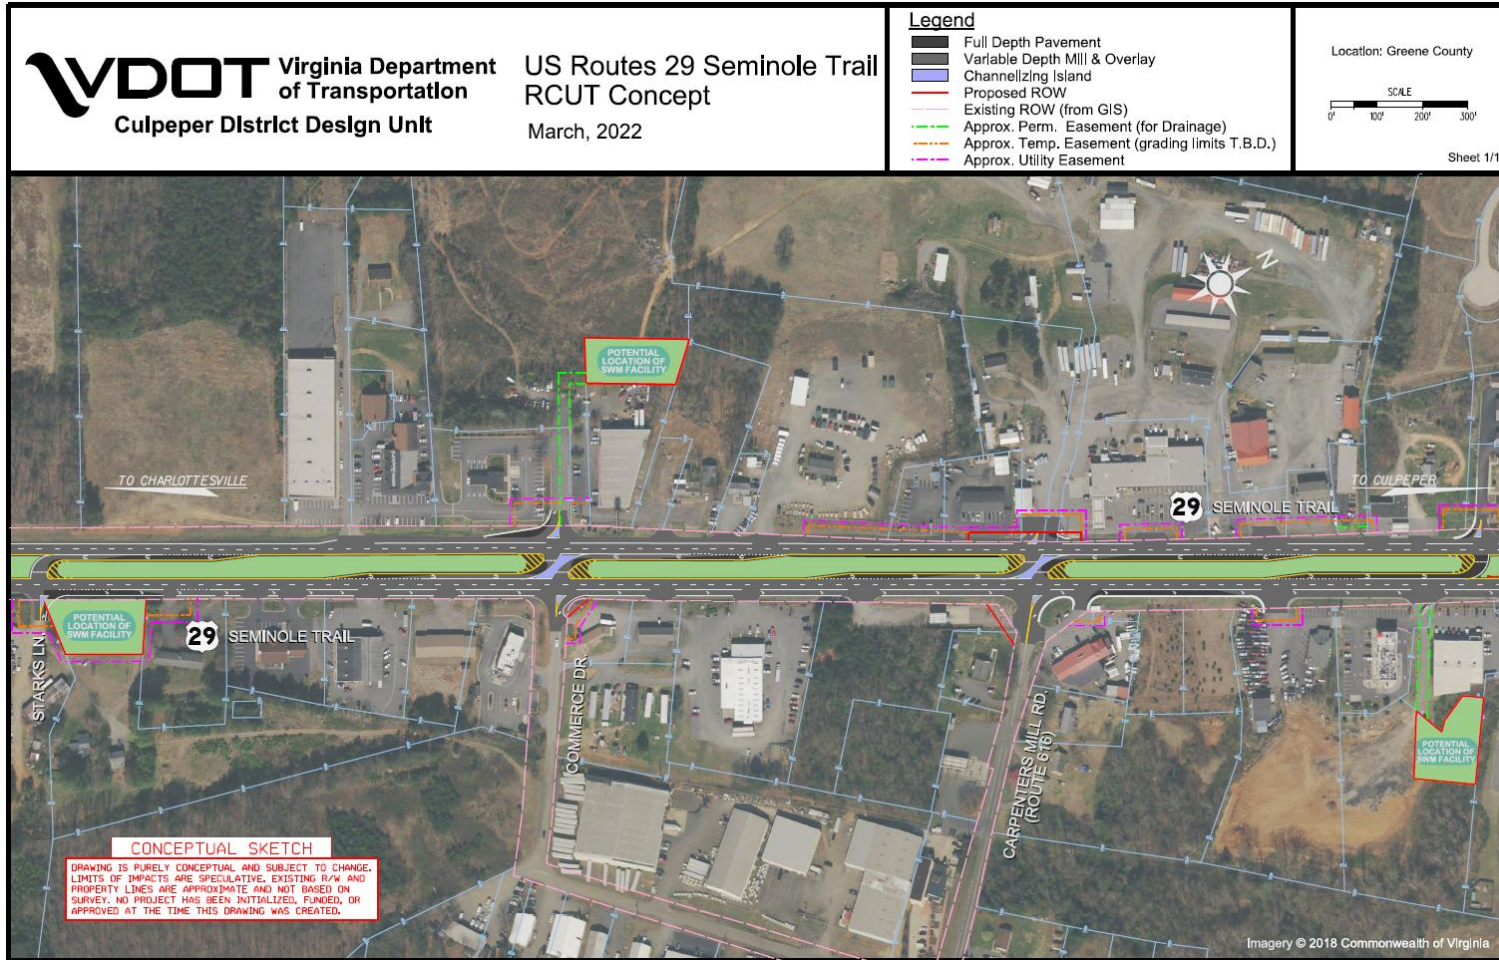 VDOT
Virginia Department
of Transportation
Culpeper District Design Unit
US Routes 29 Seminole Trail
RCUT Concept
March, 2022
Legend
Full Depth Pavement
Variable Depth Mill & Overlay
Channelizing Island
Proposed ROW
Existing ROW (from GIS)
Approx. Perm. Easement (for Drainage)
Approx. Temp. Easement (grading limits T.B.D.)
Approx. Utility Easement
Location: Greene County
SCALE
0' 100' 200' 300'
Sheet 1/1
N
POTENTIAL
LOCATION OF
SWM FACILITY
TO CHARLOTTESVILLE
TO CULPEPER
29 SEMINOLE TRAIL
POTENTIAL
LOCATION OF
SWM FACILITY
29 SEMINOLE TRAIL
STARKS LN
COMMERCE DR.
CARPENTERS MILL RD.
(ROUTE 616)
POTENTIAL
LOCATION OF
SWM FACILITY
CONCEPTUAL SKETCH
DRAWING IS PURELY CONCEPTUAL AND SUBJECT TO CHANGE.
LIMITS OF IMPACTS ARE SPECULATIVE. EXISTING R/W AND
PROPERTY LINES ARE APPROXIMATE AND NOT BASED ON
SURVEY. NO PROJECT HAS BEEN INITIALIZED, FUNDED, OR
APPROVED AT THE TIME THIS DRAWING WAS CREATED.
Imagery © 2018 Commonwealth of Virginia